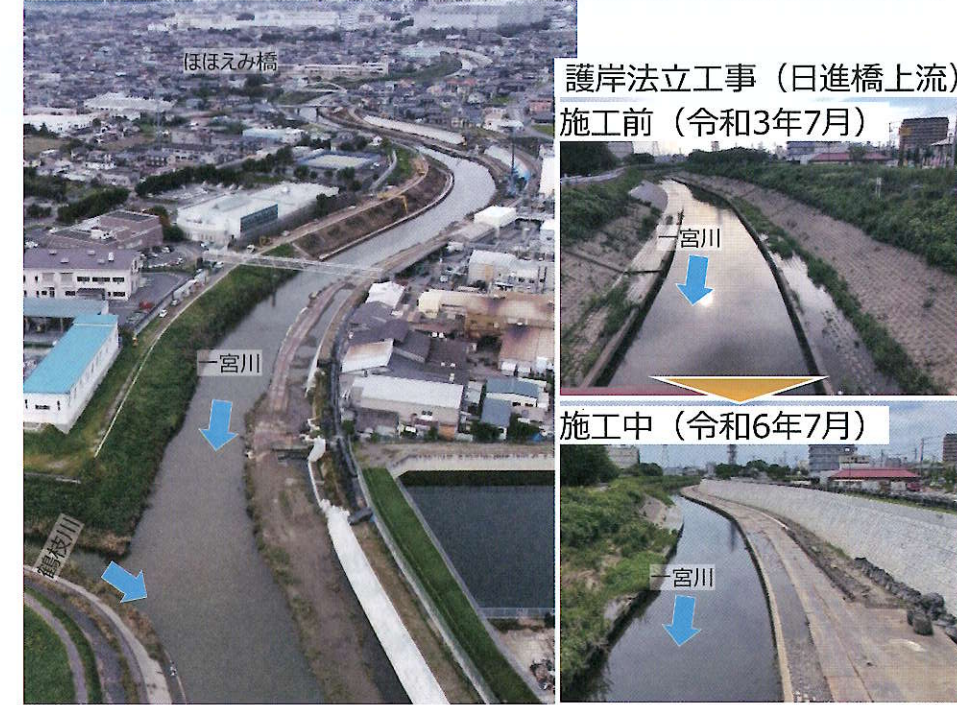 ほほえみ橋
一宮川
鶴枝川
護岸法立工事（日進橋上流）
施工前（令和3年7月）
一宮川
施工中（令和6年7月）
一宮川